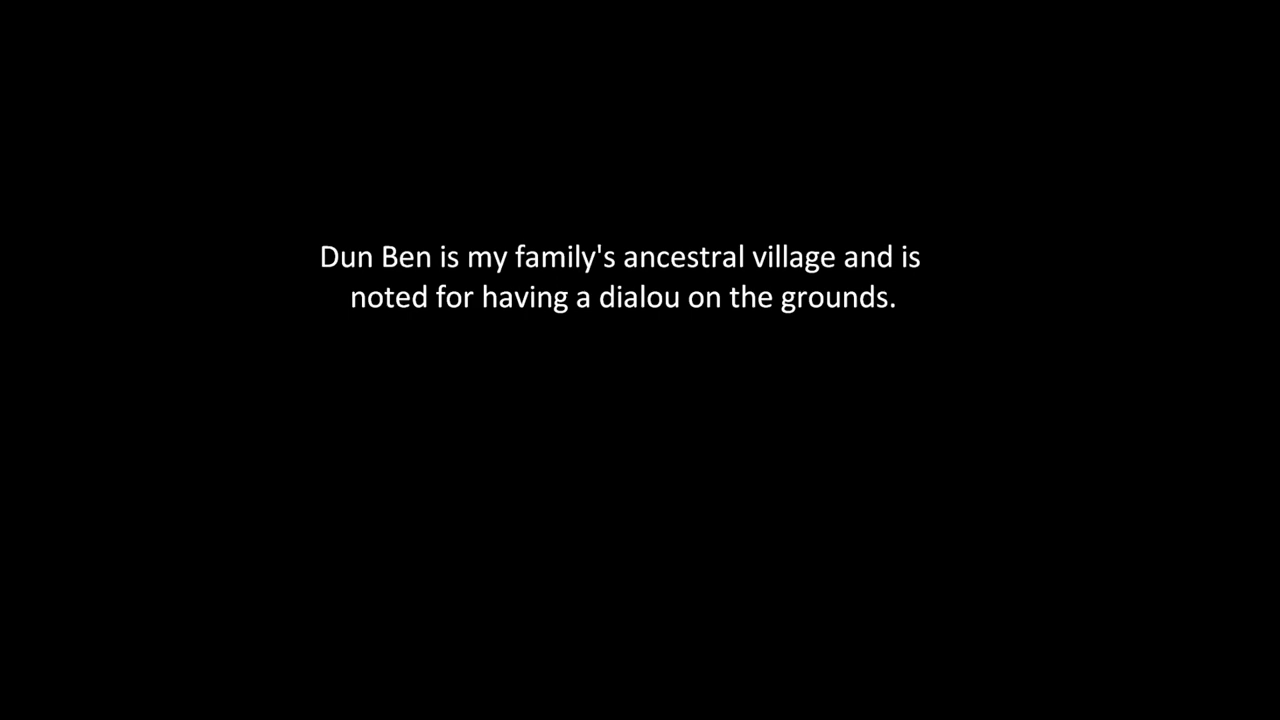 Dun Ben is my family's ancestral village and is
noted for having a dialou on the grounds.